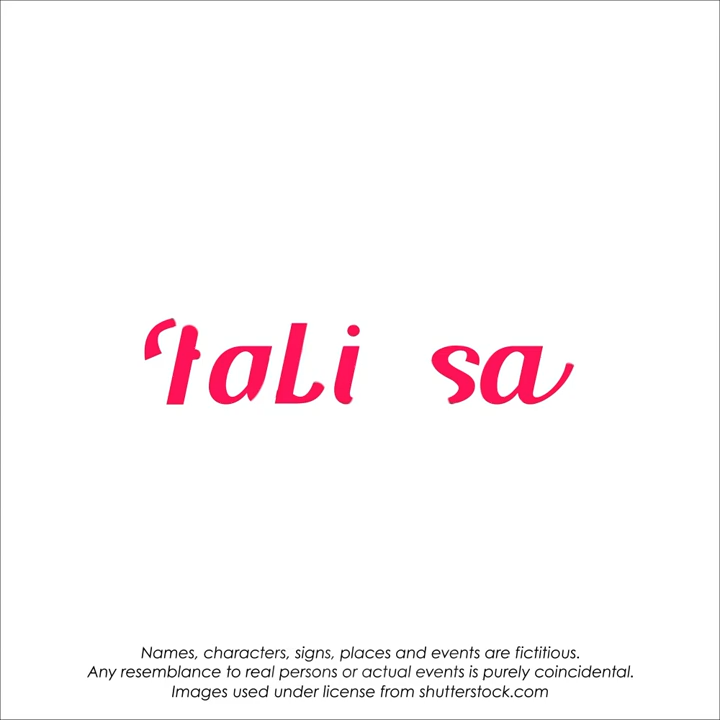 tali sa
Names, characters, signs, places and events are fictitious.
Any resemblance to real persons or actual events is purely coincidental.
Images used under license from shutterstock.com